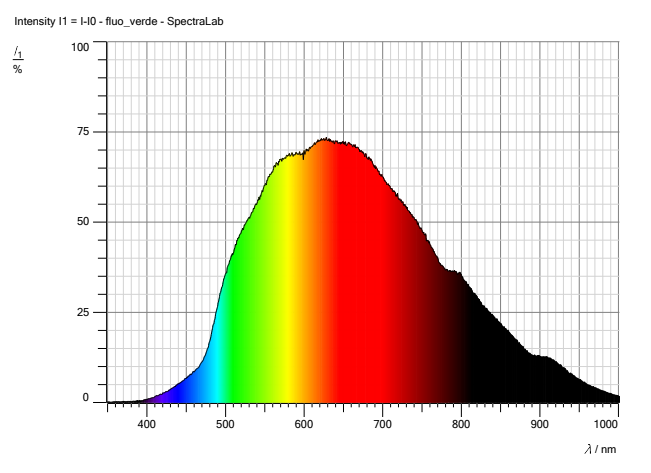 Intensity I1 = I-I0 - fluo_verde - SpectraLab
I1
%
100
75
50
25
0
400 500 600 700 800 900 1000
λ / nm